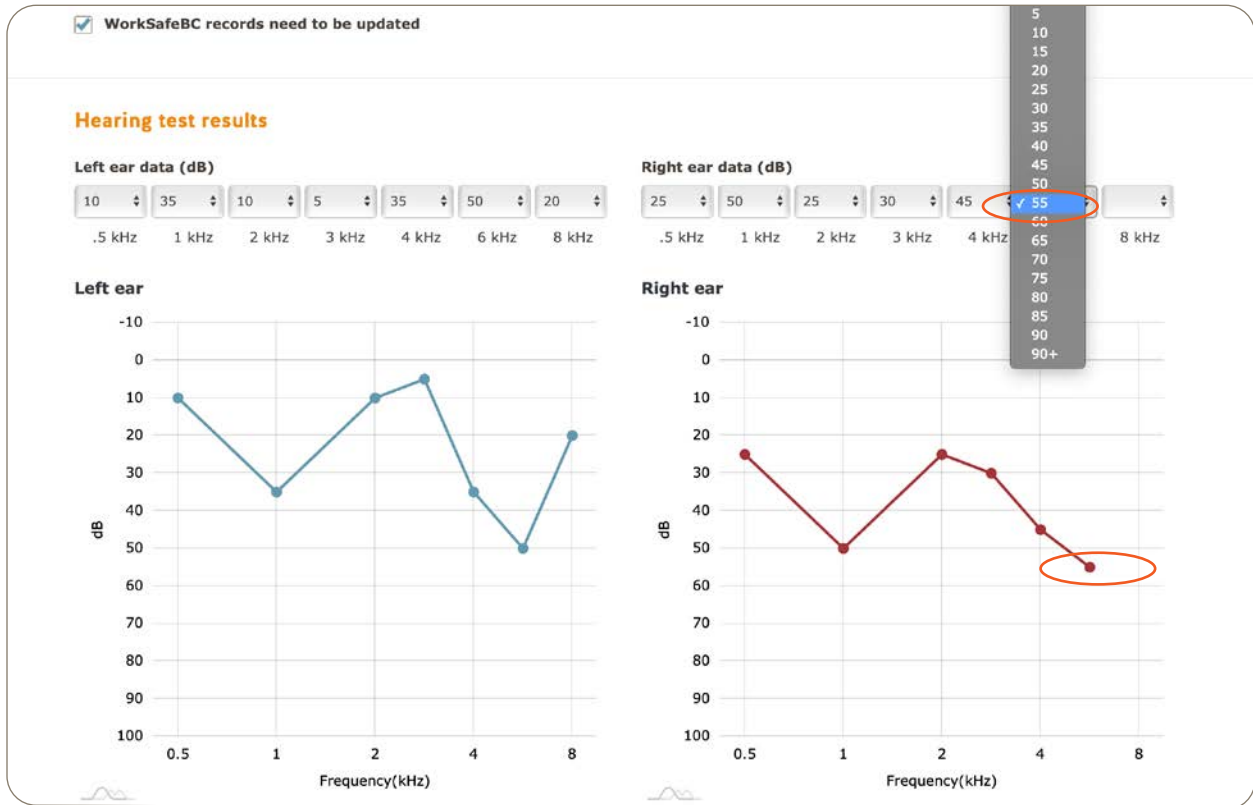 WorkSafeBC records need to be updated
Hearing test results
Left ear data (dB)
10 35 10 5 35 50 20
.5 kHz 1 kHz 2 kHz 3 kHz 4 kHz 6 kHz 8 kHz
Right ear data (dB)
25 50 25 30 45
.5 kHz 1 kHz 2 kHz 3 kHz 4 kHz 8 kHz
5
10
15
20
25
30
35
40
45
50
✓ 55
60
65
70
75
80
85
90
90+
Left ear
-10
0
10
20
30
40
50
60
70
80
90
100
dB
0.5 1 2 4 8
Frequency(kHz)
Right ear
-10
0
10
20
30
40
50
60
70
80
90
100
dB
0.5 1 2 4 8
Frequency(kHz)